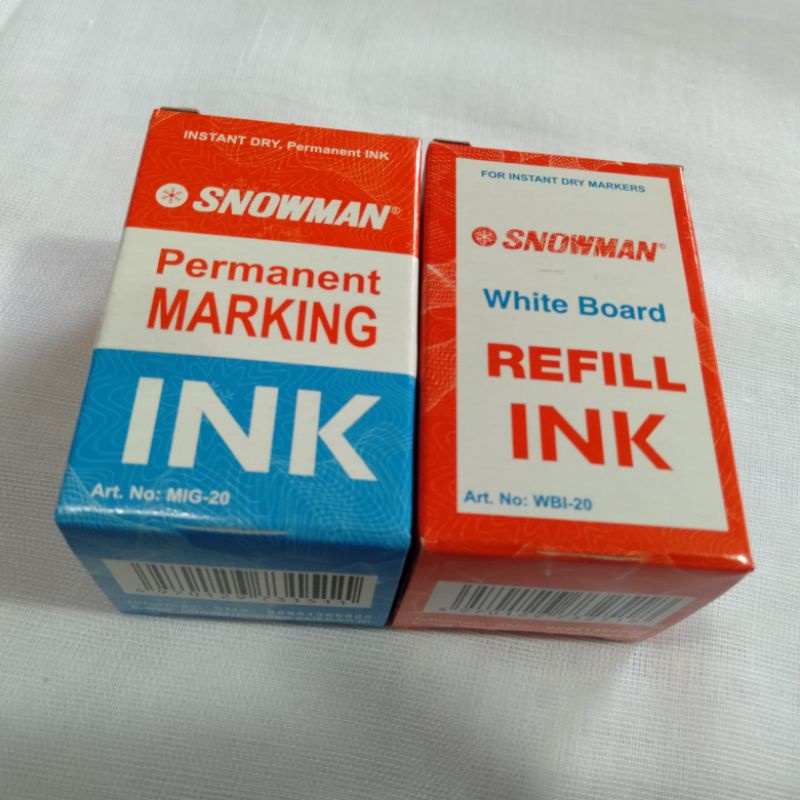 INSTANT DRY, Permanent INK
SNOWMAN®
Permanent
MARKING
INK
Art. No: MIG-20
FOR INSTANT DRY MARKERS
SNOWMAN®
White Board
REFILL
INK
Art. No: WBI-20